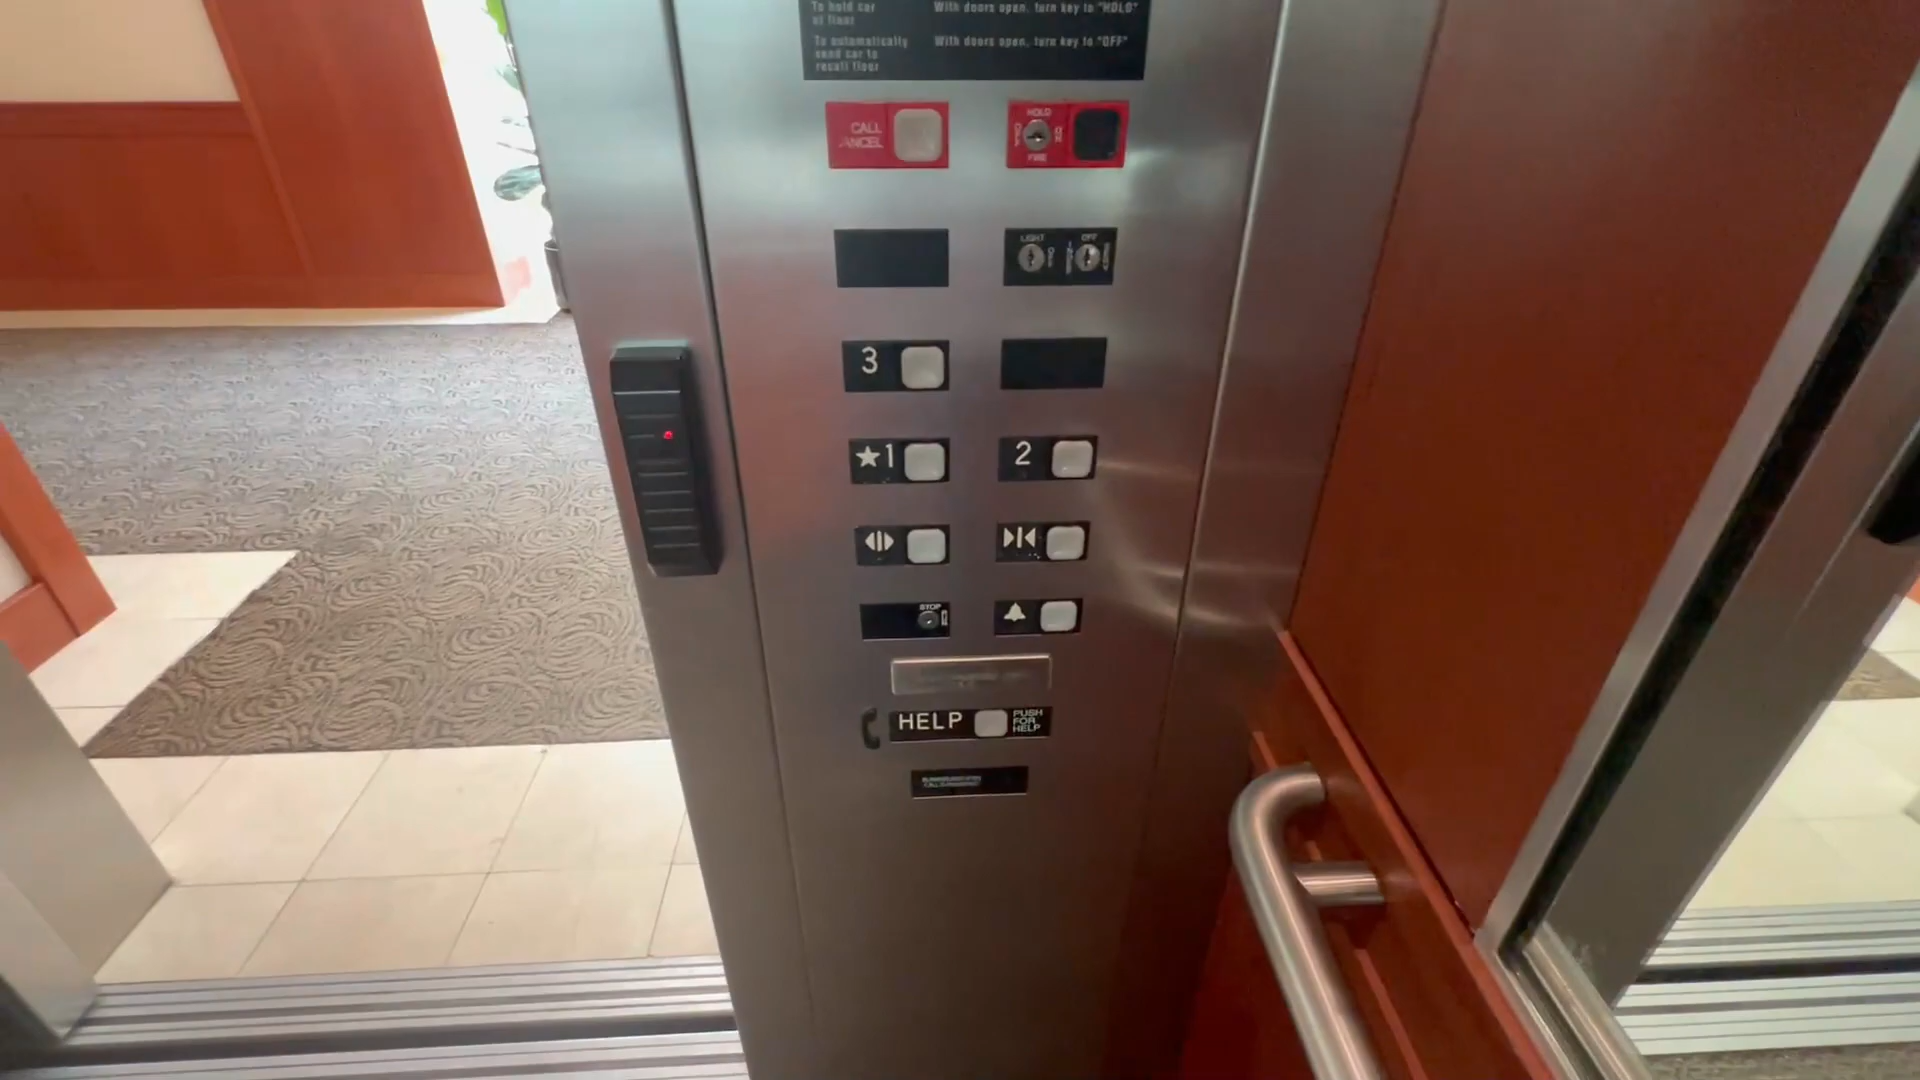 To hold car
at floor
With doors open, turn key to "HOLD"
To automatically
send car to
recall floor
With doors open, turn key to "OFF"
CALL
CANCEL
HOLD
OFF
ON
FIRE
LIGHT
OFF
3
★1
2
STOP
HELP
PUSH
FOR
HELP